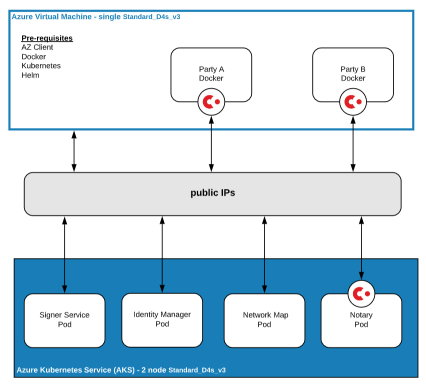 Azure Virtual Machine - single Standard_D4s_v3
Pre-requisites
AZ Client
Docker
Kubernetes
Helm
Party A
Docker
Party B
Docker
public IPs
Signer Service
Pod
Identity Manager
Pod
Network Map
Pod
Notary
Pod
Azure Kubernetes Service (AKS) - 2 node Standard_D4s_v3